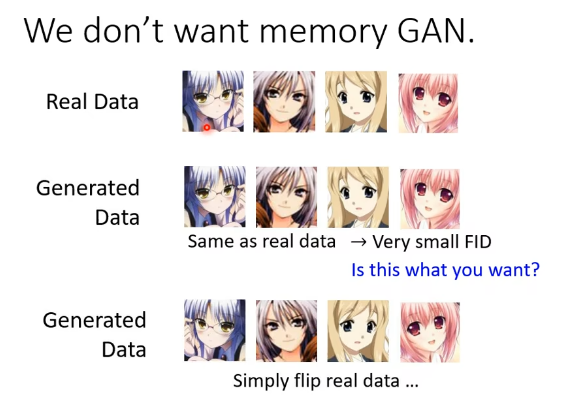 We don't want memory GAN.
Real Data
Generated
Data
Same as real data → Very small FID
Is this what you want?
Generated
Data
Simply flip real data ...